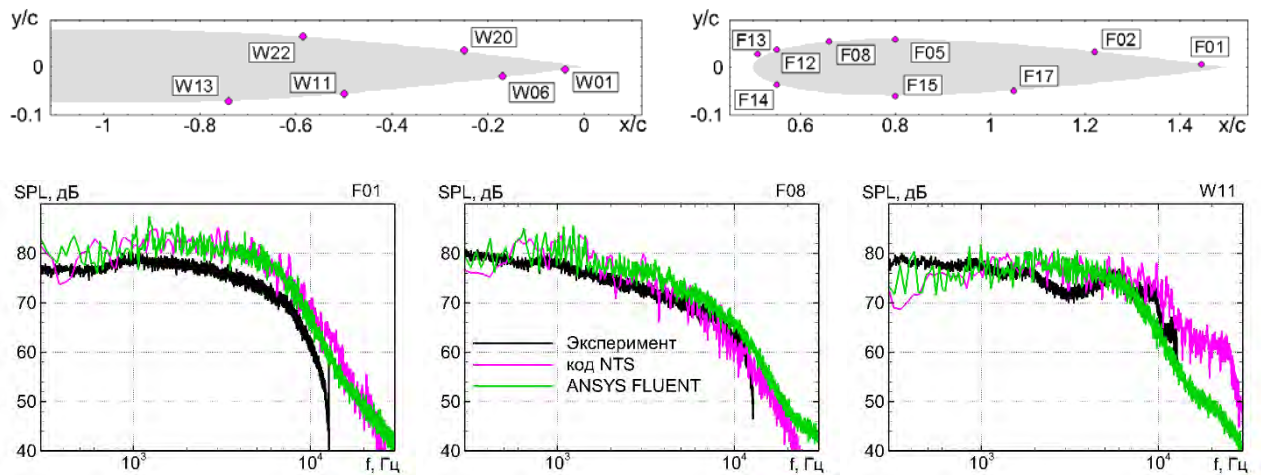 y/c
0
-0.1
W22
W20
W13
W11
W06
W01
-1
-0.8
-0.6
-0.4
-0.2
0
x/c
y/c
0
-0.1
F13
F12
F14
F08
F05
F15
F02
F17
F01
0.6
0.8
1
1.2
1.4
x/c
SPL, дБ
F01
80
70
60
50
40
10³
10⁴
f, Гц
SPL, дБ
F08
80
70
60
50
40
Эксперимент
код NTS
ANSYS FLUENT
10³
10⁴
f, Гц
SPL, дБ
W11
80
70
60
50
40
10³
10⁴
f, Гц